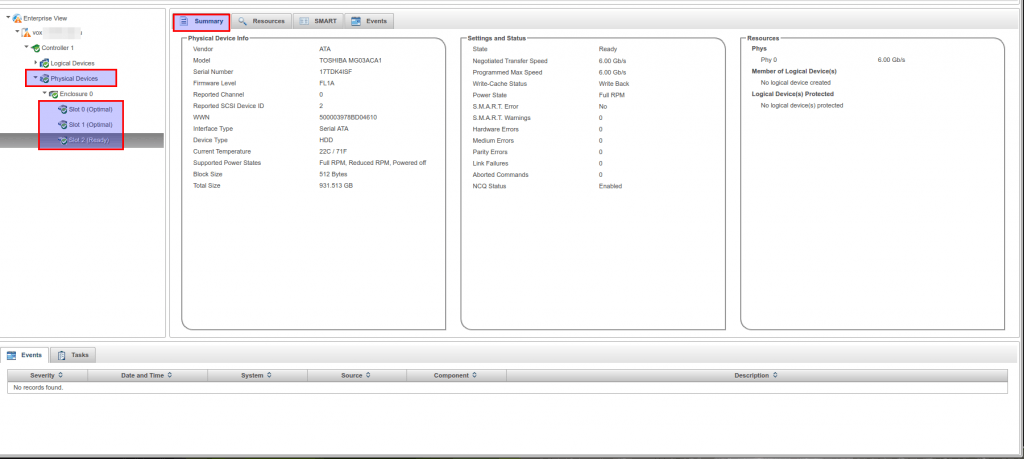 Enterprise View
vox
Controller 1
Logical Devices
Physical Devices
Enclosure 0
Slot 0 (Optimal)
Slot 1 (Optimal)
Slot 2 (Ready)
Summary Resources SMART Events
Physical Device Info
Vendor ATA
Model TOSHIBA MG03ACA1
Serial Number 17TDK4ISF
Firmware Level FL1A
Reported Channel 0
Reported SCSI Device ID 2
WWN 500003978BD04610
Interface Type Serial ATA
Device Type HDD
Current Temperature 22C / 71F
Supported Power States Full RPM, Reduced RPM, Powered off
Block Size 512 Bytes
Total Size 931.513 GB
Settings and Status
State Ready
Negotiated Transfer Speed 6.00 Gb/s
Programmed Max Speed 6.00 Gb/s
Write-Cache Status Write Back
Power State Full RPM
S.M.A.R.T. Error No
S.M.A.R.T. Warnings 0
Hardware Errors 0
Medium Errors 0
Parity Errors 0
Link Failures 0
Aborted Commands 0
NCQ Status Enabled
Resources
Phys
Phy 0 6.00 Gb/s
Member of Logical Device(s)
No logical device created
Logical Device(s) Protected
No logical device(s) protected
Events Tasks
Severity Date and Time System Source Component Description
No records found.